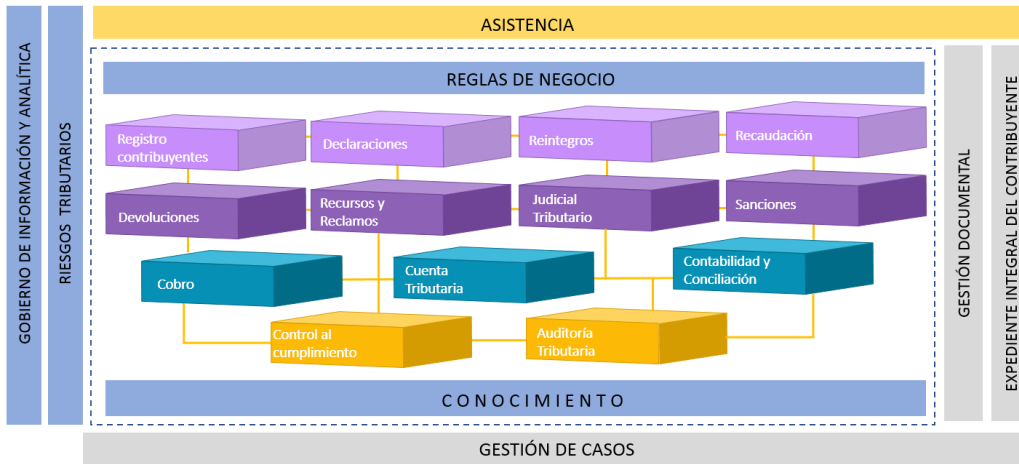 GOBIERNO DE INFORMACIÓN Y ANALÍTICA
RIESGOS TRIBUTARIOS
ASISTENCIA
REGLAS DE NEGOCIO
Registro
contribuyentes
Declaraciones
Reintegros
Recaudación
Devoluciones
Recursos y
Reclamos
Judicial
Tributario
Sanciones
Cobro
Cuenta
Tributaria
Contabilidad y
Conciliación
Control al
cumplimiento
Auditoría
Tributaria
CONOCIMIENTO
GESTIÓN DOCUMENTAL
EXPEDIENTE INTEGRAL DEL CONTRIBUYENTE
GESTIÓN DE CASOS